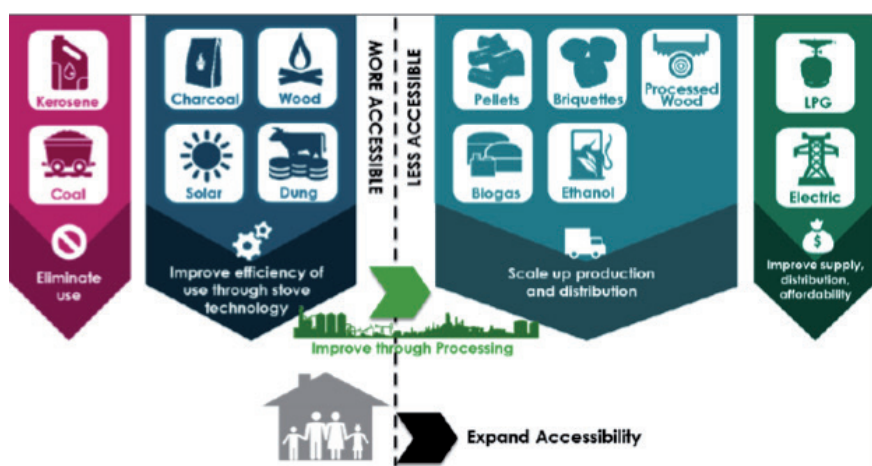 Kerosene
Coal
Eliminate
use
Charcoal
Wood
Solar
Dung
Improve efficiency of
use through stove
technology
MORE ACCESSIBLE
LESS ACCESSIBLE
Pellets
Briquettes
Processed
Wood
Biogas
Ethanol
Scale up production
and distribution
LPG
Electric
$
Improve supply,
distribution,
affordability
Improve through Processing
Expand Accessibility